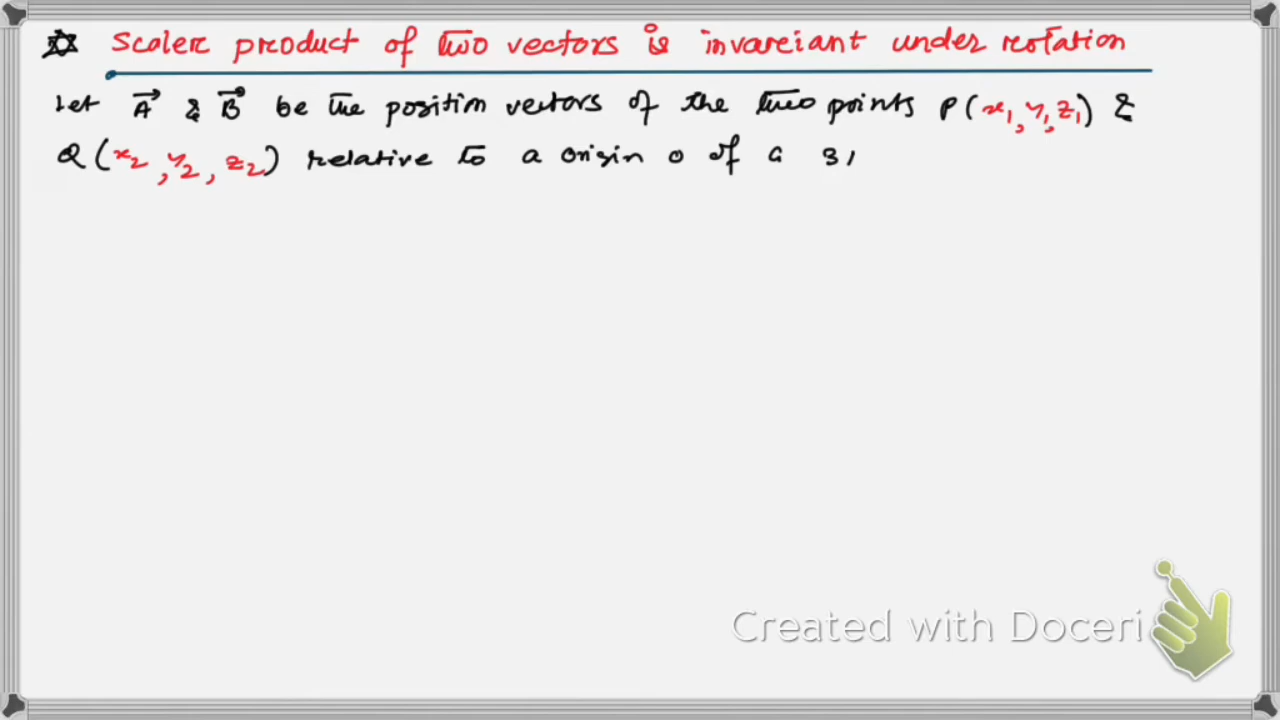 Scaler product of two vectors is invariant under rotation
Let A⃗ & B⃗ be the position vectors of the two points P(x₁, y₁, z₁) &
Q(x₂, y₂, z₂) relative to a origin o of a
Created with Doceri